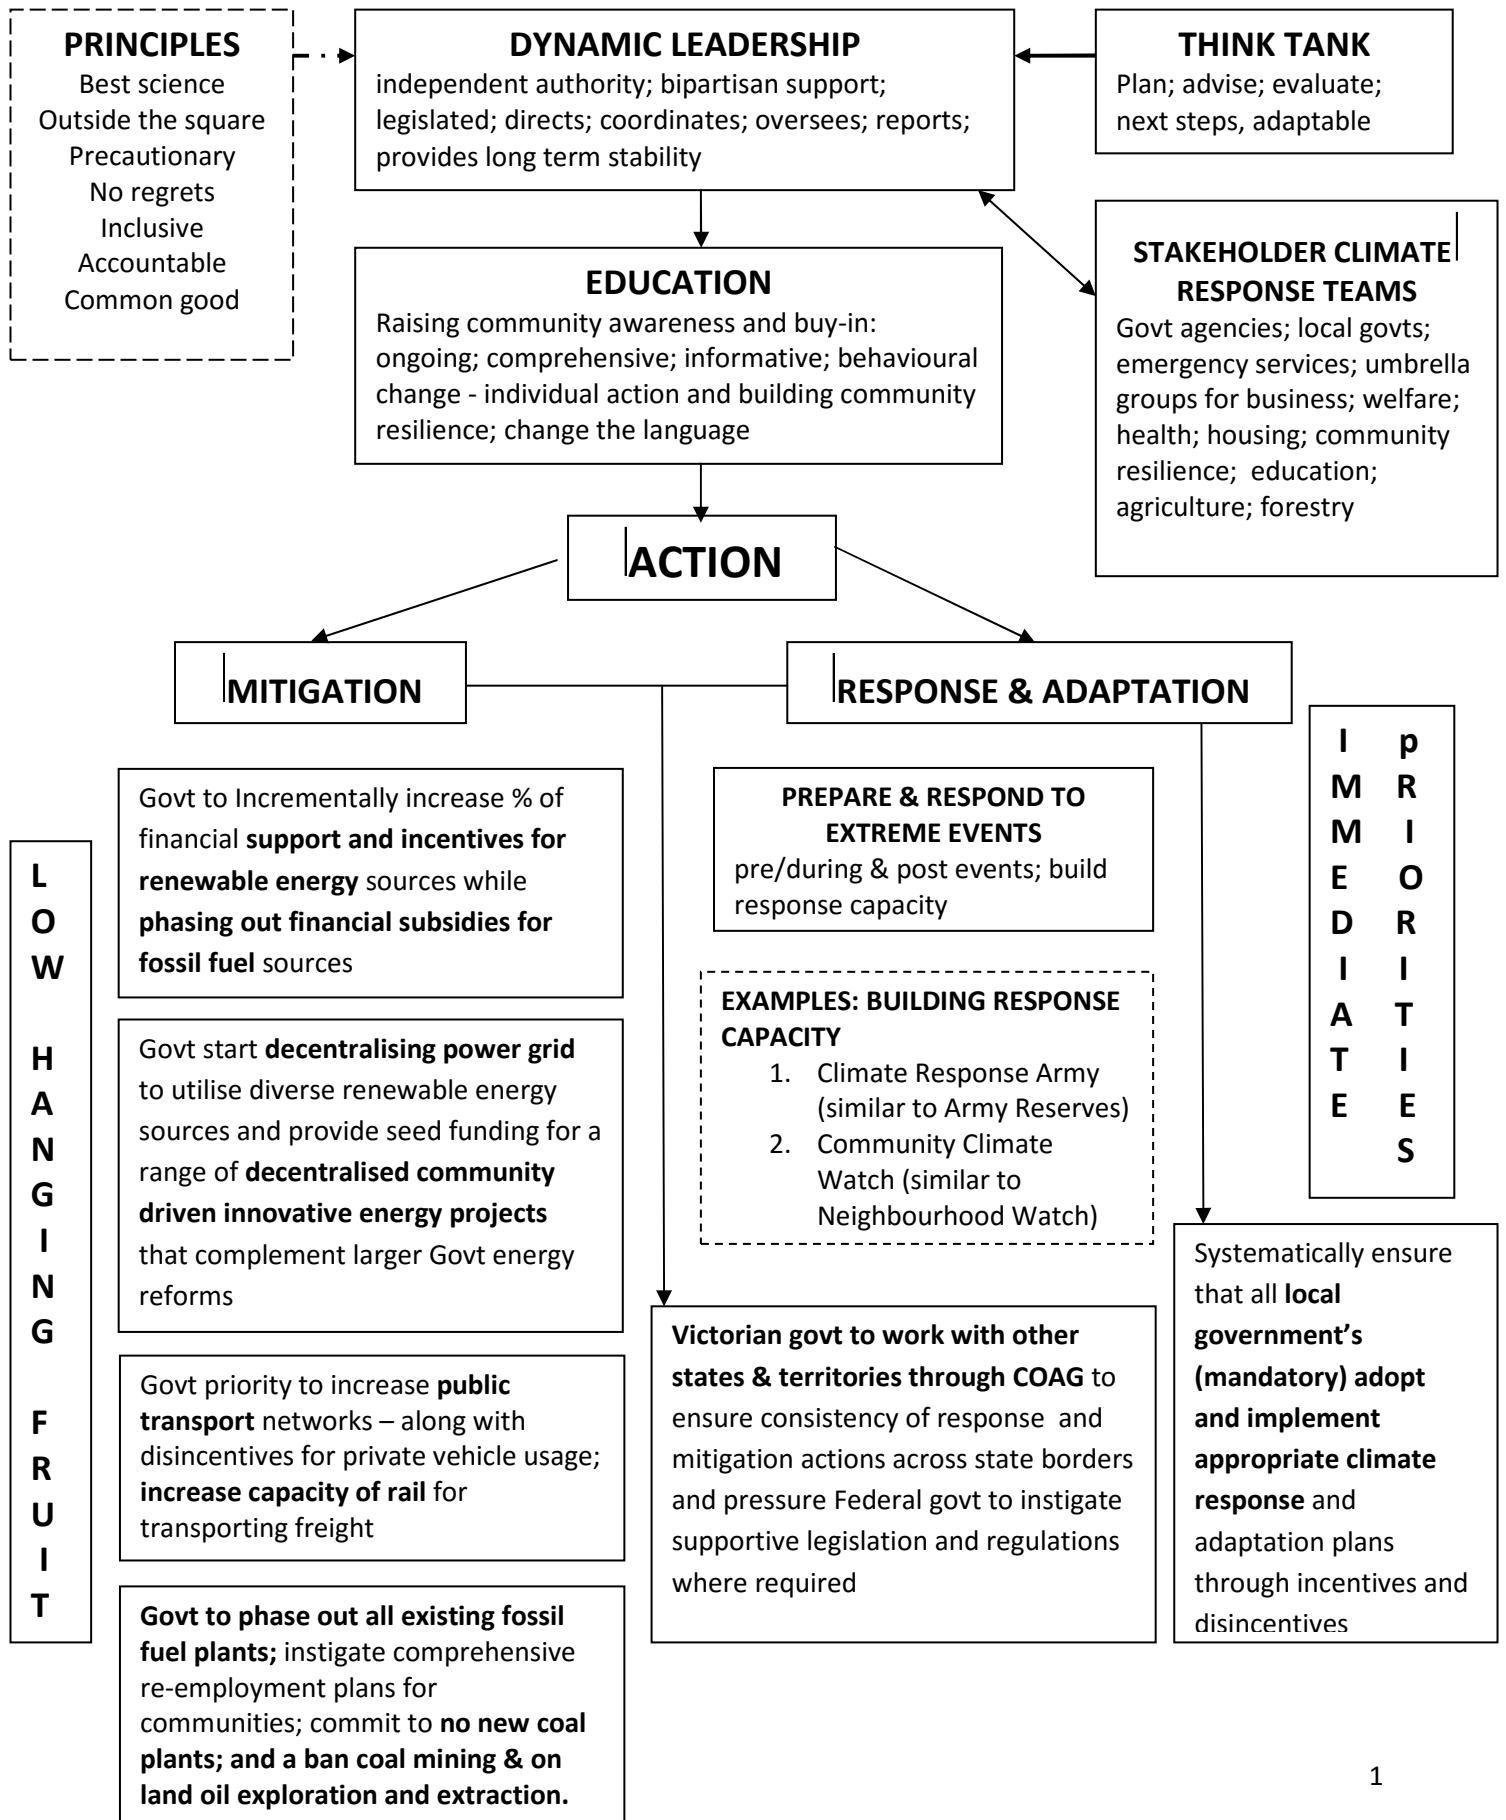 PRINCIPLES
Best science
Outside the square
Precautionary
No regrets
Inclusive
Accountable
Common good
DYNAMIC LEADERSHIP
independent authority; bipartisan support;
legislated; directs; coordinates; oversees; reports;
provides long term stability
THINK TANK
Plan; advise; evaluate;
next steps, adaptable
STAKEHOLDER CLIMATE
RESPONSE TEAMS
Govt agencies; local govts;
emergency services; umbrella
groups for business; welfare;
health; housing; community
resilience;  education;
agriculture; forestry
EDUCATION
Raising community awareness and buy-in:
ongoing; comprehensive; informative; behavioural
change - individual action and building community
resilience; change the language
ACTION
MITIGATION
RESPONSE & ADAPTATION
LOW HANGING FRUIT
Govt to Incrementally increase % of
financial support and incentives for
renewable energy sources while
phasing out financial subsidies for
fossil fuel sources
Govt start decentralising power grid
to utilise diverse renewable energy
sources and provide seed funding for a
range of decentralised community
driven innovative energy projects
that complement larger Govt energy
reforms
Govt priority to increase public
transport networks – along with
disincentives for private vehicle usage;
increase capacity of rail for
transporting freight
Govt to phase out all existing fossil
fuel plants; instigate comprehensive
re-employment plans for
communities; commit to no new coal
plants; and a ban coal mining & on
land oil exploration and extraction.
PREPARE & RESPOND TO
EXTREME EVENTS
pre/during & post events; build
response capacity
EXAMPLES: BUILDING RESPONSE
CAPACITY
1. Climate Response Army
(similar to Army Reserves)
2. Community Climate
Watch (similar to
Neighbourhood Watch)
Victorian govt to work with other
states & territories through COAG to
ensure consistency of response  and
mitigation actions across state borders
and pressure Federal govt to instigate
supportive legislation and regulations
where required
IMMEDIATE
pRIORITIES
Systematically ensure
that all local
government’s
(mandatory) adopt
and implement
appropriate climate
response and
adaptation plans
through incentives and
disincentives
1